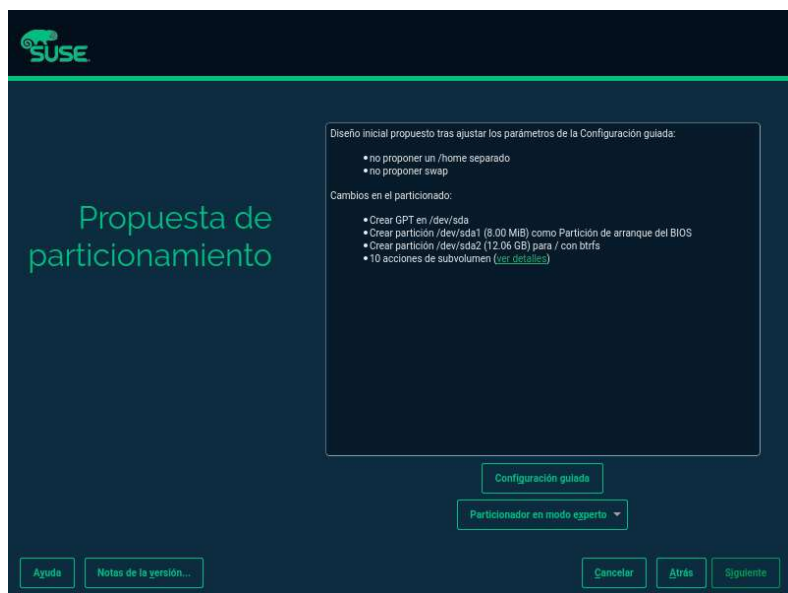 SUSE
Propuesta de
particionamiento
Diseño inicial propuesto tras ajustar los parámetros de la Configuración guiada:
•no proponer un /home separado
•no proponer swap
Cambios en el particionado:
•Crear GPT en /dev/sda
•Crear partición /dev/sda1 (8.00 MiB) como Partición de arranque del BIOS
•Crear partición /dev/sda2 (12.06 GB) para / con btrfs
•10 acciones de subvolumen (ver detalles)
Configuración guiada
Particionador en modo experto
Ayuda
Notas de la versión...
Cancelar
Atrás
Siguiente